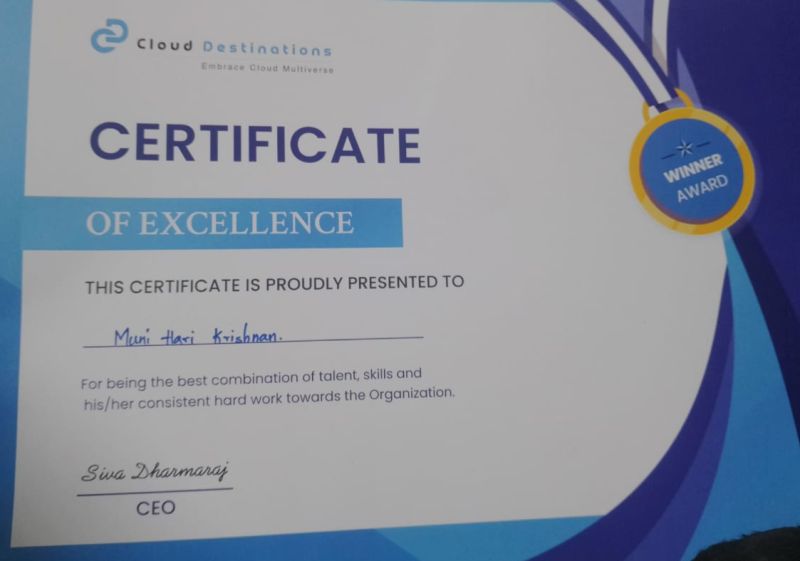 Cloud Destinations
Embrace Cloud Multiverse
CERTIFICATE
OF EXCELLENCE
THIS CERTIFICATE IS PROUDLY PRESENTED TO
Muni Hari Krishnan.
For being the best combination of talent, skills and
his/her consistent hard work towards the Organization.
Siva Dharmaraj
CEO
WINNER
AWARD